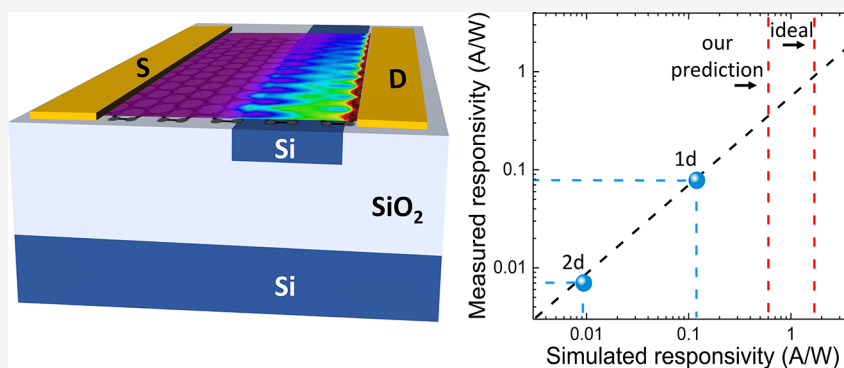 S
D
Si
SiO₂
Si
Measured responsivity (A/W)
1
0.1
0.01
our
prediction
ideal
1d
2d
0.01
0.1
1
Simulated responsivity (A/W)